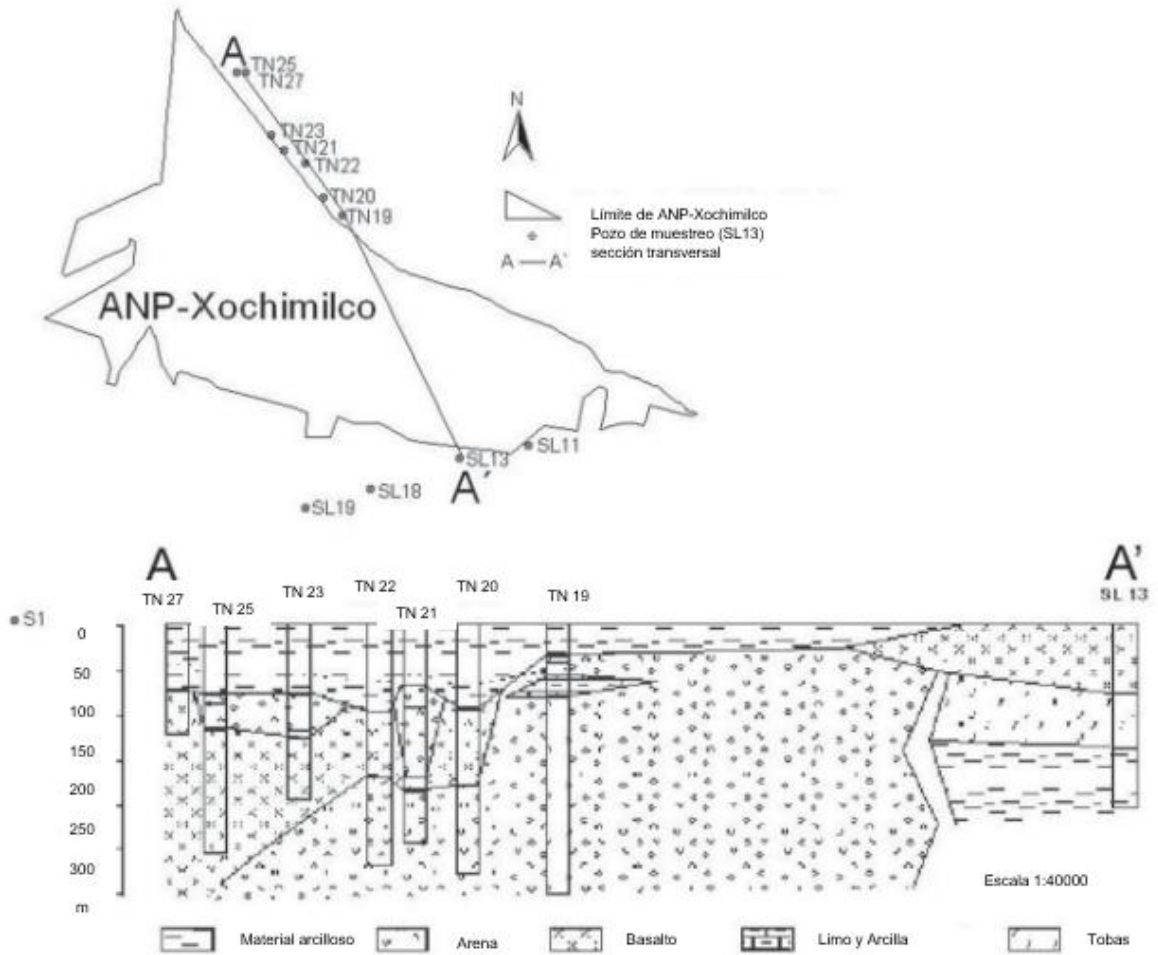 A
TN25
TN27
TN23
TN21
TN22
TN20
TN19
N
Límite de ANP-Xochimilco
Pozo de muestreo (SL13)
A — A' sección transversal
ANP-Xochimilco
SL13
SL11
A'
SL18
SL19
S1
A
A'
TN 27
TN 25
TN 23
TN 22
TN 21
TN 20
TN 19
SL 13
0
50
100
150
200
250
300
m
Escala 1:40000
Material arcilloso
Arena
Basalto
Limo y Arcilla
Tobas